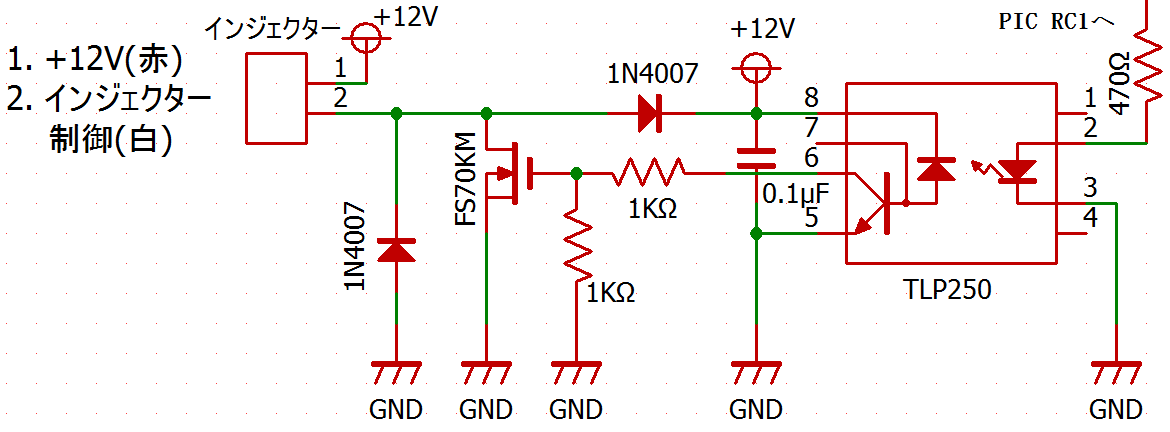 インジェクター
+12V
1. +12V(赤)
2. インジェクター
制御(白)
1
2
1N4007
+12V
PIC RC1へ
470Ω
8
7
6
5
1
2
3
4
FS70KM
1KΩ
0.1μF
1N4007
1KΩ
TLP250
GND
GND
GND
GND
GND